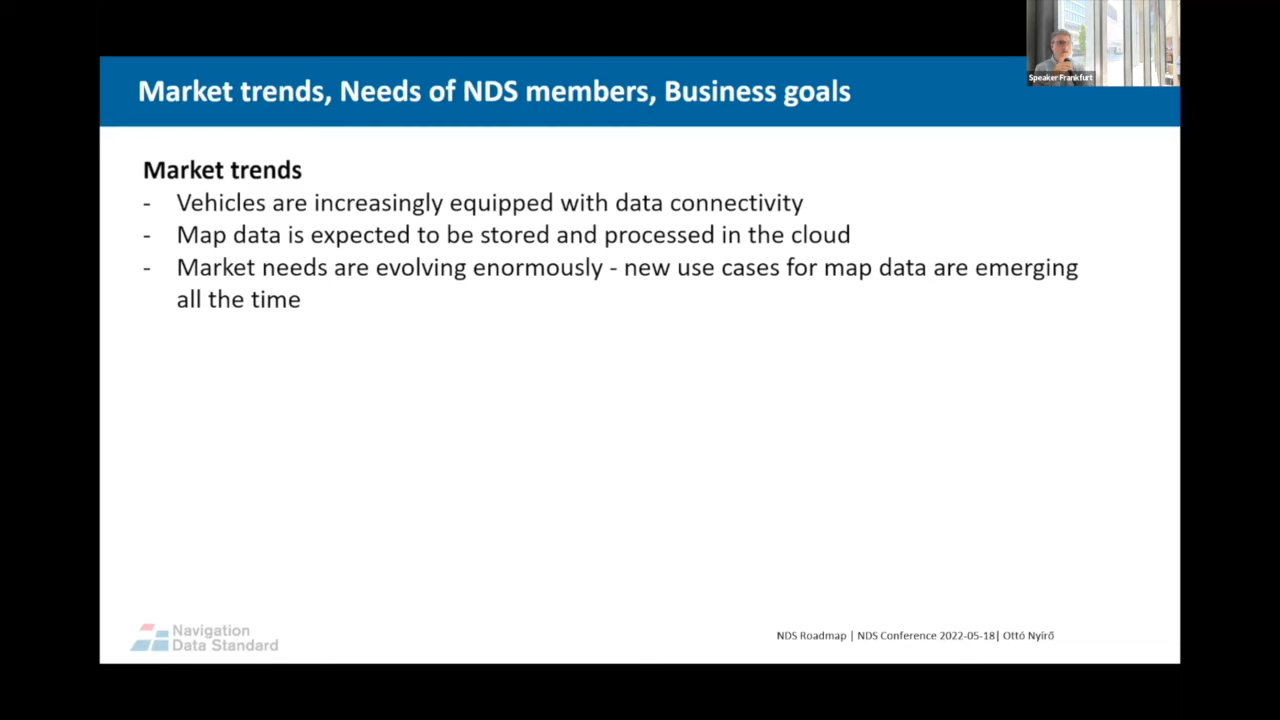 Speaker Frankfurt
Market trends, Needs of NDS members, Business goals
Market trends
- Vehicles are increasingly equipped with data connectivity
- Map data is expected to be stored and processed in the cloud
- Market needs are evolving enormously - new use cases for map data are emerging
all the time
Navigation
Data Standard
NDS Roadmap | NDS Conference 2022-05-18| Ottó Nyírő